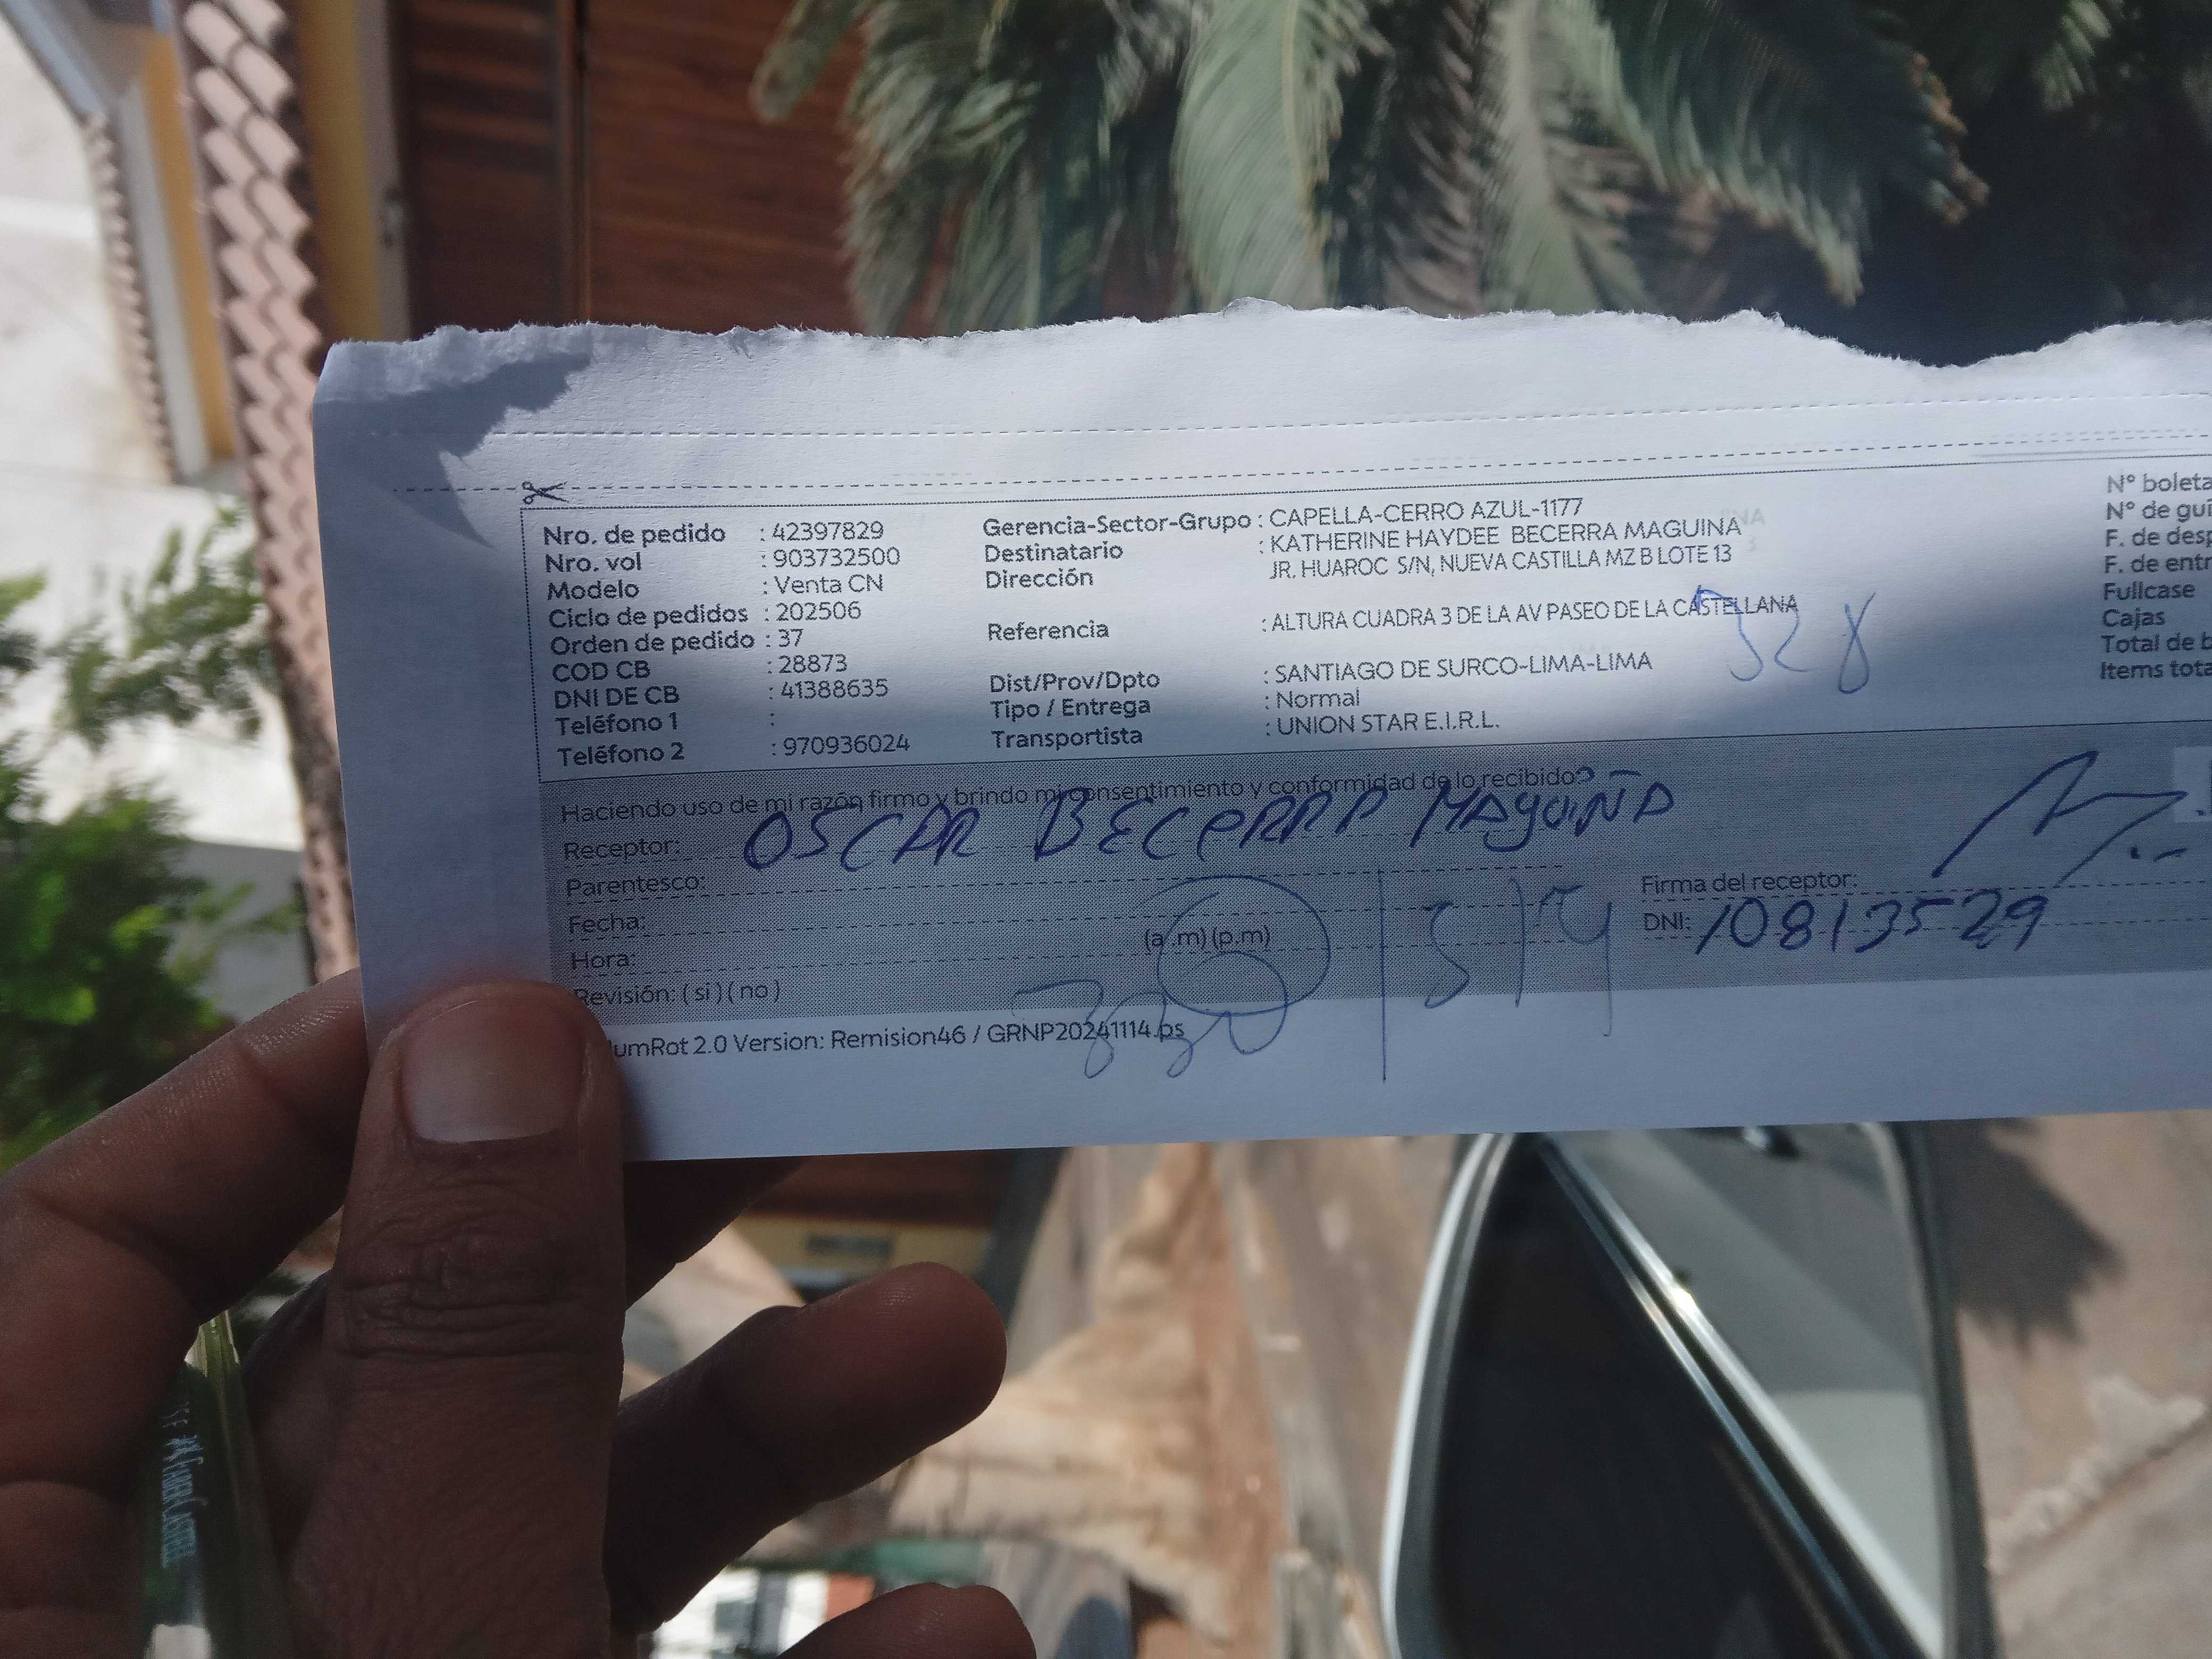 Nro. de pedido : 42397829
Nro. vol : 903732500
Modelo : Venta CN
Ciclo de pedidos : 202506
Orden de pedido : 37
COD CB : 28873
DNI DE CB : 41388635
Teléfono 1 :
Teléfono 2 : 970936024
Gerencia-Sector-Grupo : CAPELLA-CERRO AZUL-1177
Destinatario : KATHERINE HAYDEE BECERRA MAGUINA
Dirección JR. HUAROC S/N, NUEVA CASTILLA MZ B LOTE 13
Referencia : ALTURA CUADRA 3 DE LA AV PASEO DE LA CASTELLANA
Dist/Prov/Dpto : SANTIAGO DE SURCO-LIMA-LIMA
Tipo / Entrega : Normal
Transportista : UNION STAR E.I.R.L.
Nº boleta
Nº de guí
F. de desp
F. de entr
Fullcase
Cajas
Total de b
Items tota
Haciendo uso de mi razón firmo y brindo mi consentimiento y conformidad de lo recibido?
Receptor: OSCAR BECERRA MAGUIÑA
Parentesco:
Fecha:
Hora: (a.m) (p.m)
Revisión: ( si ) ( no )
Firma del receptor:
DNI: 10813529
umRot 2.0 Version: Remision46 / GRNP20241114.ps